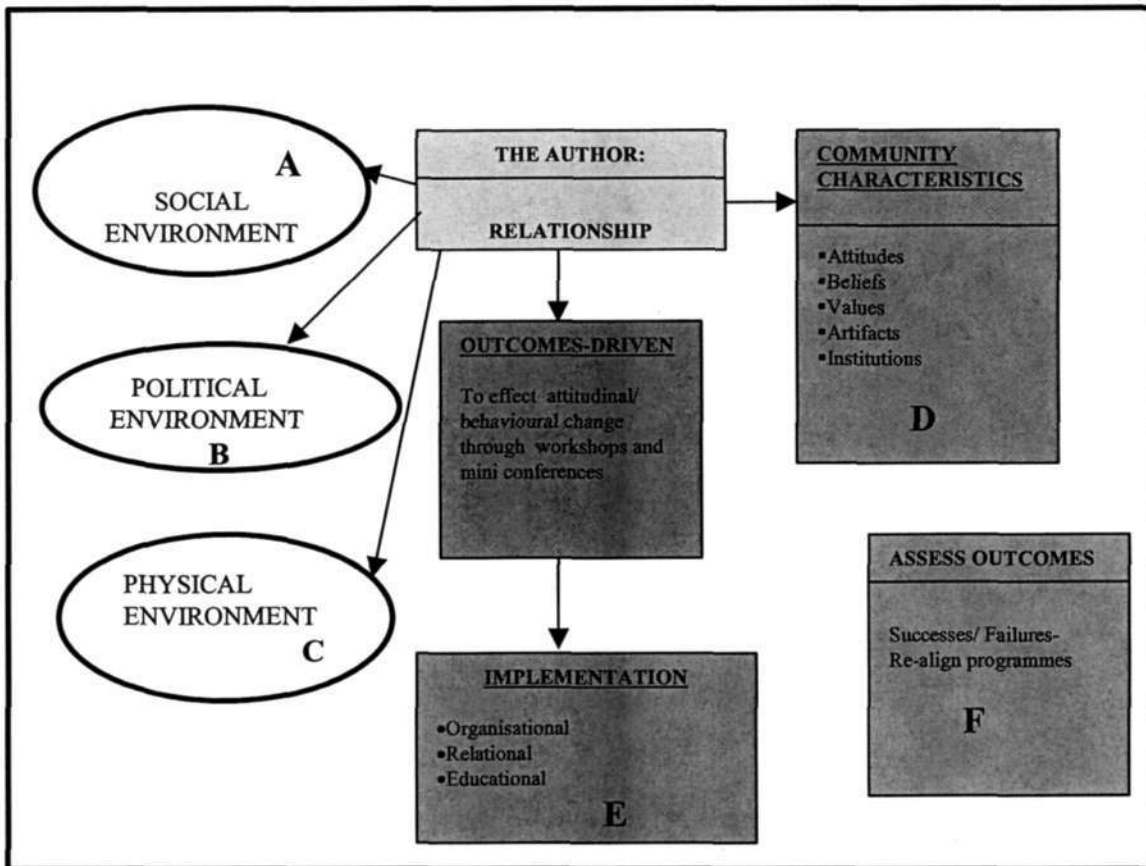 A
SOCIAL
ENVIRONMENT
POLITICAL
ENVIRONMENT
B
PHYSICAL
ENVIRONMENT
C
THE AUTHOR:
RELATIONSHIP
OUTCOMES-DRIVEN
To effect attitudinal/
behavioural change
through workshops and
mini conferences
IMPLEMENTATION
•Organisational
•Relational
•Educational
E
COMMUNITY
CHARACTERISTICS
▪Attitudes
▪Beliefs
▪Values
▪Artifacts
▪Institutions
D
ASSESS OUTCOMES
Successes/ Failures-
Re-align programmes
F